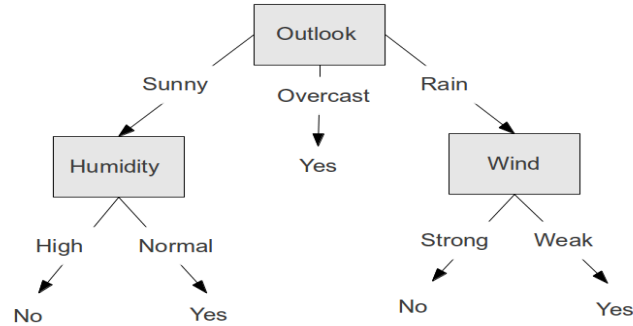 Outlook
Sunny
Overcast
Rain
Humidity
Yes
Wind
High
Normal
Strong
Weak
No
Yes
No
Yes